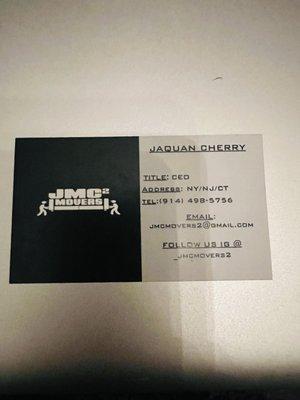 JMC²
MOVERS
JAQUAN CHERRY
TITLE: CEO
ADDRESS: NY/NJ/CT
TEL:(914) 498-5756
EMAIL:
JMCMOVERS2@GMAIL.COM
FOLLOW US IG @
_JMCMOVERS2